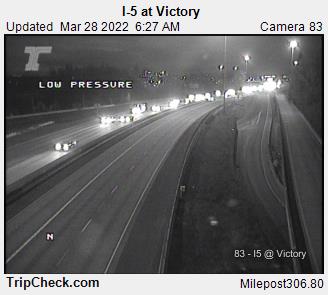 I-5 at Victory
Updated Mar 28 2022 6:27 AM Camera 83
T
LOW PRESSURE
N
83 - I5 @ Victory
TripCheck.com Milepost306.80